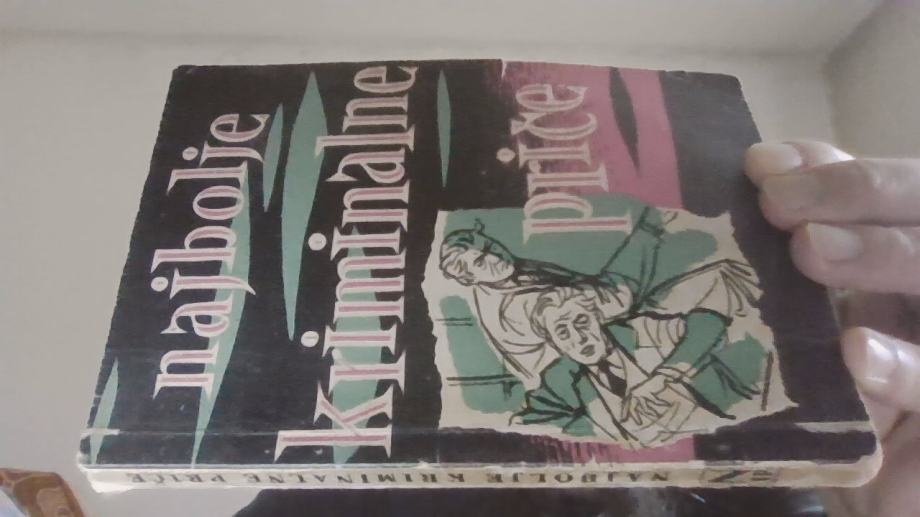 najbolje
kriminalne
priče
NAJBOLJE KRIMINALNE PRIČE